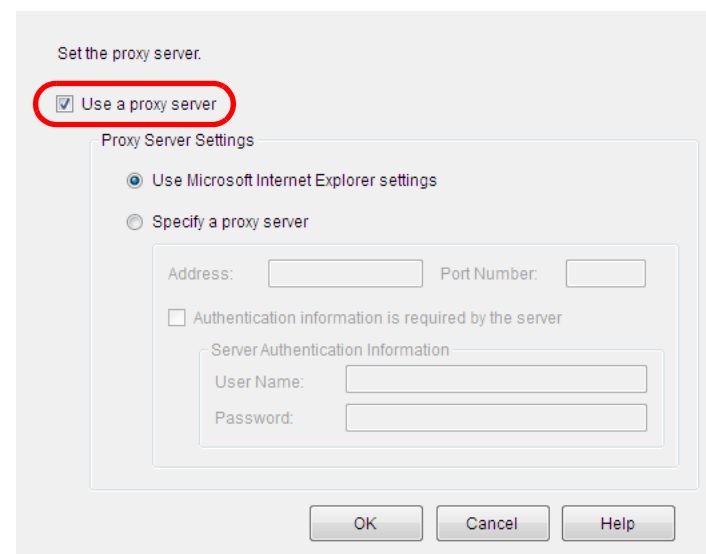 Set the proxy server.
Use a proxy server
Proxy Server Settings
Use Microsoft Internet Explorer settings
Specify a proxy server
Address: Port Number:
Authentication information is required by the server
Server Authentication Information
User Name:
Password:
OK Cancel Help